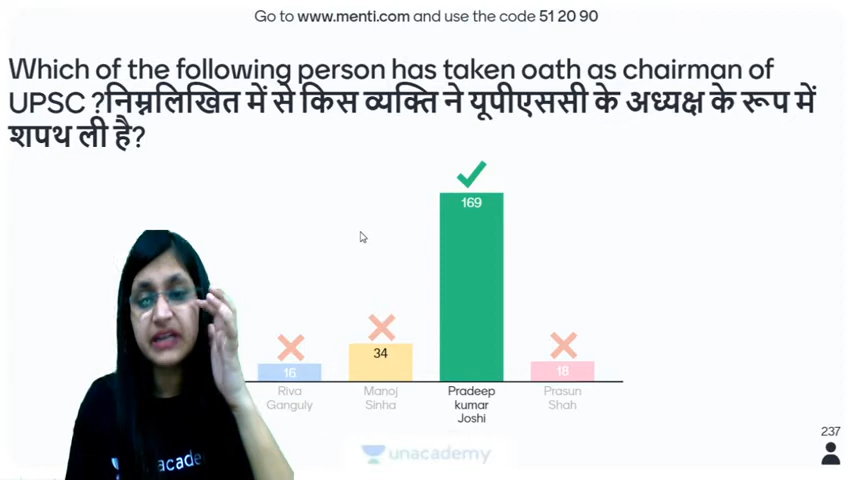 Go to www.menti.com and use the code 51 20 90
Which of the following person has taken oath as chairman of
UPSC ?निम्नलिखित में से किस व्यक्ति ने यूपीएससी के अध्यक्ष के रूप में
शपथ ली है?
169
34
16
18
Riva
Ganguly
Manoj
Sinha
Pradeep
kumar
Joshi
Prasun
Shah
237
unacademy
unacade